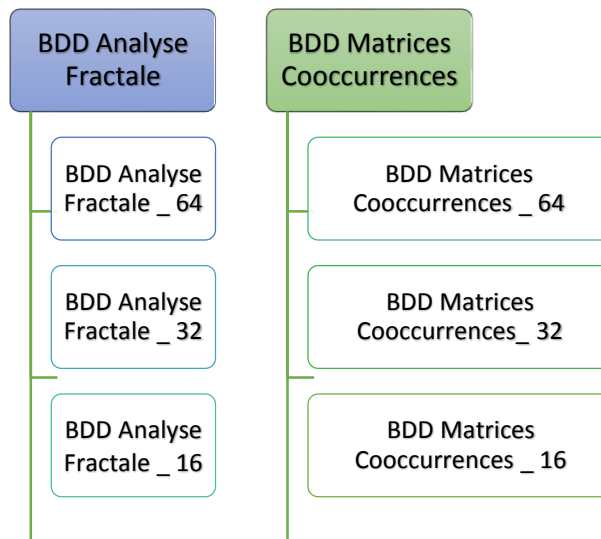 BDD Analyse
Fractale
BDD Analyse
Fractale _ 64
BDD Analyse
Fractale _ 32
BDD Analyse
Fractale _ 16
BDD Matrices
Cooccurrences
BDD Matrices
Cooccurrences _ 64
BDD Matrices
Cooccurrences_ 32
BDD Matrices
Cooccurrences _ 16